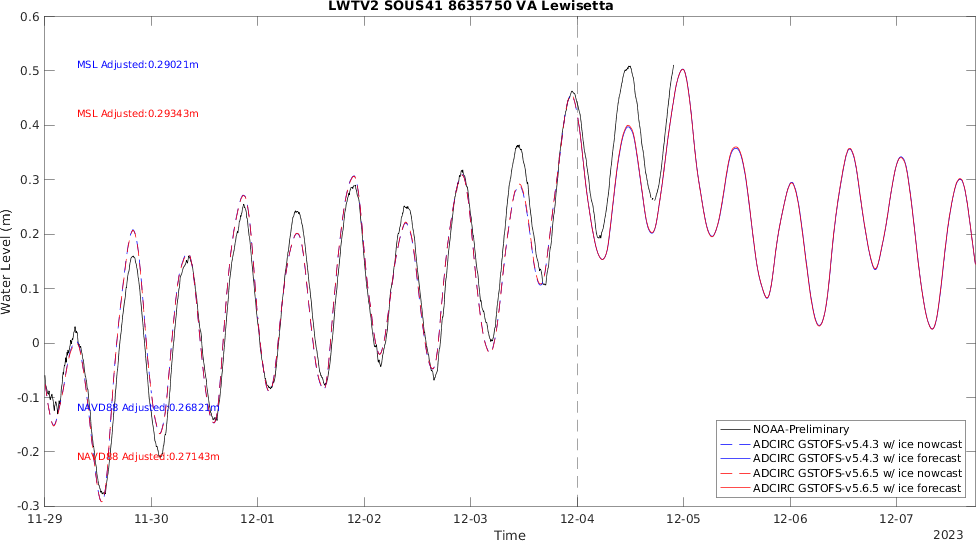 LWTV2 SOUS41 8635750 VA Lewisetta
0.6
0.5
0.4
0.3
0.2
0.1
0
-0.1
-0.2
-0.3
Water Level (m)
MSL Adjusted:0.29021m
MSL Adjusted:0.29343m
NAVD88 Adjusted:0.26821m
NAVD88 Adjusted:0.27143m
NOAA-Preliminary
ADCIRC GSTOFS-v5.4.3 w/ ice nowcast
ADCIRC GSTOFS-v5.4.3 w/ ice forecast
ADCIRC GSTOFS-v5.6.5 w/ ice nowcast
ADCIRC GSTOFS-v5.6.5 w/ ice forecast
11-29 11-30 12-01 12-02 12-03 12-04 12-05 12-06 12-07
Time
2023